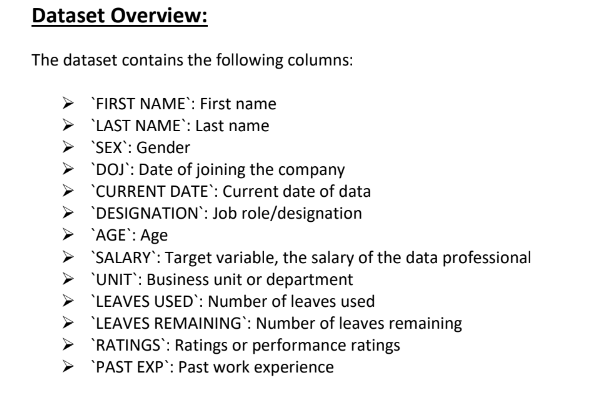 Dataset Overview:
The dataset contains the following columns:
➢ `FIRST NAME`: First name
➢ `LAST NAME`: Last name
➢ `SEX`: Gender
➢ `DOJ`: Date of joining the company
➢ `CURRENT DATE`: Current date of data
➢ `DESIGNATION`: Job role/designation
➢ `AGE`: Age
➢ `SALARY`: Target variable, the salary of the data professional
➢ `UNIT`: Business unit or department
➢ `LEAVES USED`: Number of leaves used
➢ `LEAVES REMAINING`: Number of leaves remaining
➢ `RATINGS`: Ratings or performance ratings
➢ `PAST EXP`: Past work experience